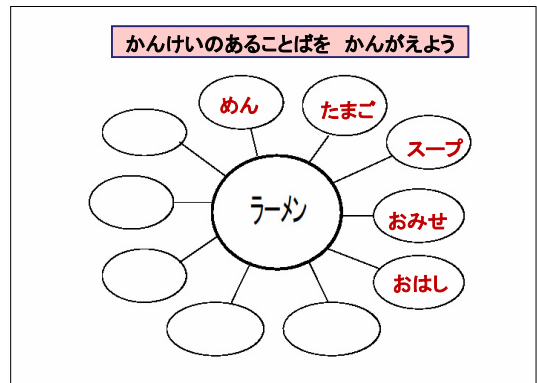 かんけいのあることばを　かんがえよう
めん
たまご
スープ
ラーメン
おみせ
おはし